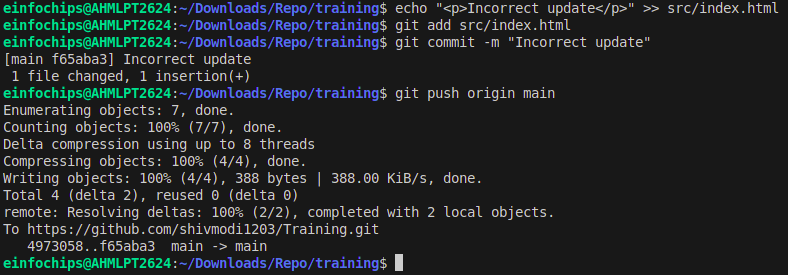 einfochips@AHMLPT2624:~/Downloads/Repo/training$ echo "<p>Incorrect update</p>" >> src/index.html
einfochips@AHMLPT2624:~/Downloads/Repo/training$ git add src/index.html
einfochips@AHMLPT2624:~/Downloads/Repo/training$ git commit -m "Incorrect update"
[main f65aba3] Incorrect update
 1 file changed, 1 insertion(+)
einfochips@AHMLPT2624:~/Downloads/Repo/training$ git push origin main
Enumerating objects: 7, done.
Counting objects: 100% (7/7), done.
Delta compression using up to 8 threads
Compressing objects: 100% (4/4), done.
Writing objects: 100% (4/4), 388 bytes | 388.00 KiB/s, done.
Total 4 (delta 2), reused 0 (delta 0)
remote: Resolving deltas: 100% (2/2), completed with 2 local objects.
To https://github.com/shivmodi1203/Training.git
   4973058..f65aba3  main -> main
einfochips@AHMLPT2624:~/Downloads/Repo/training$